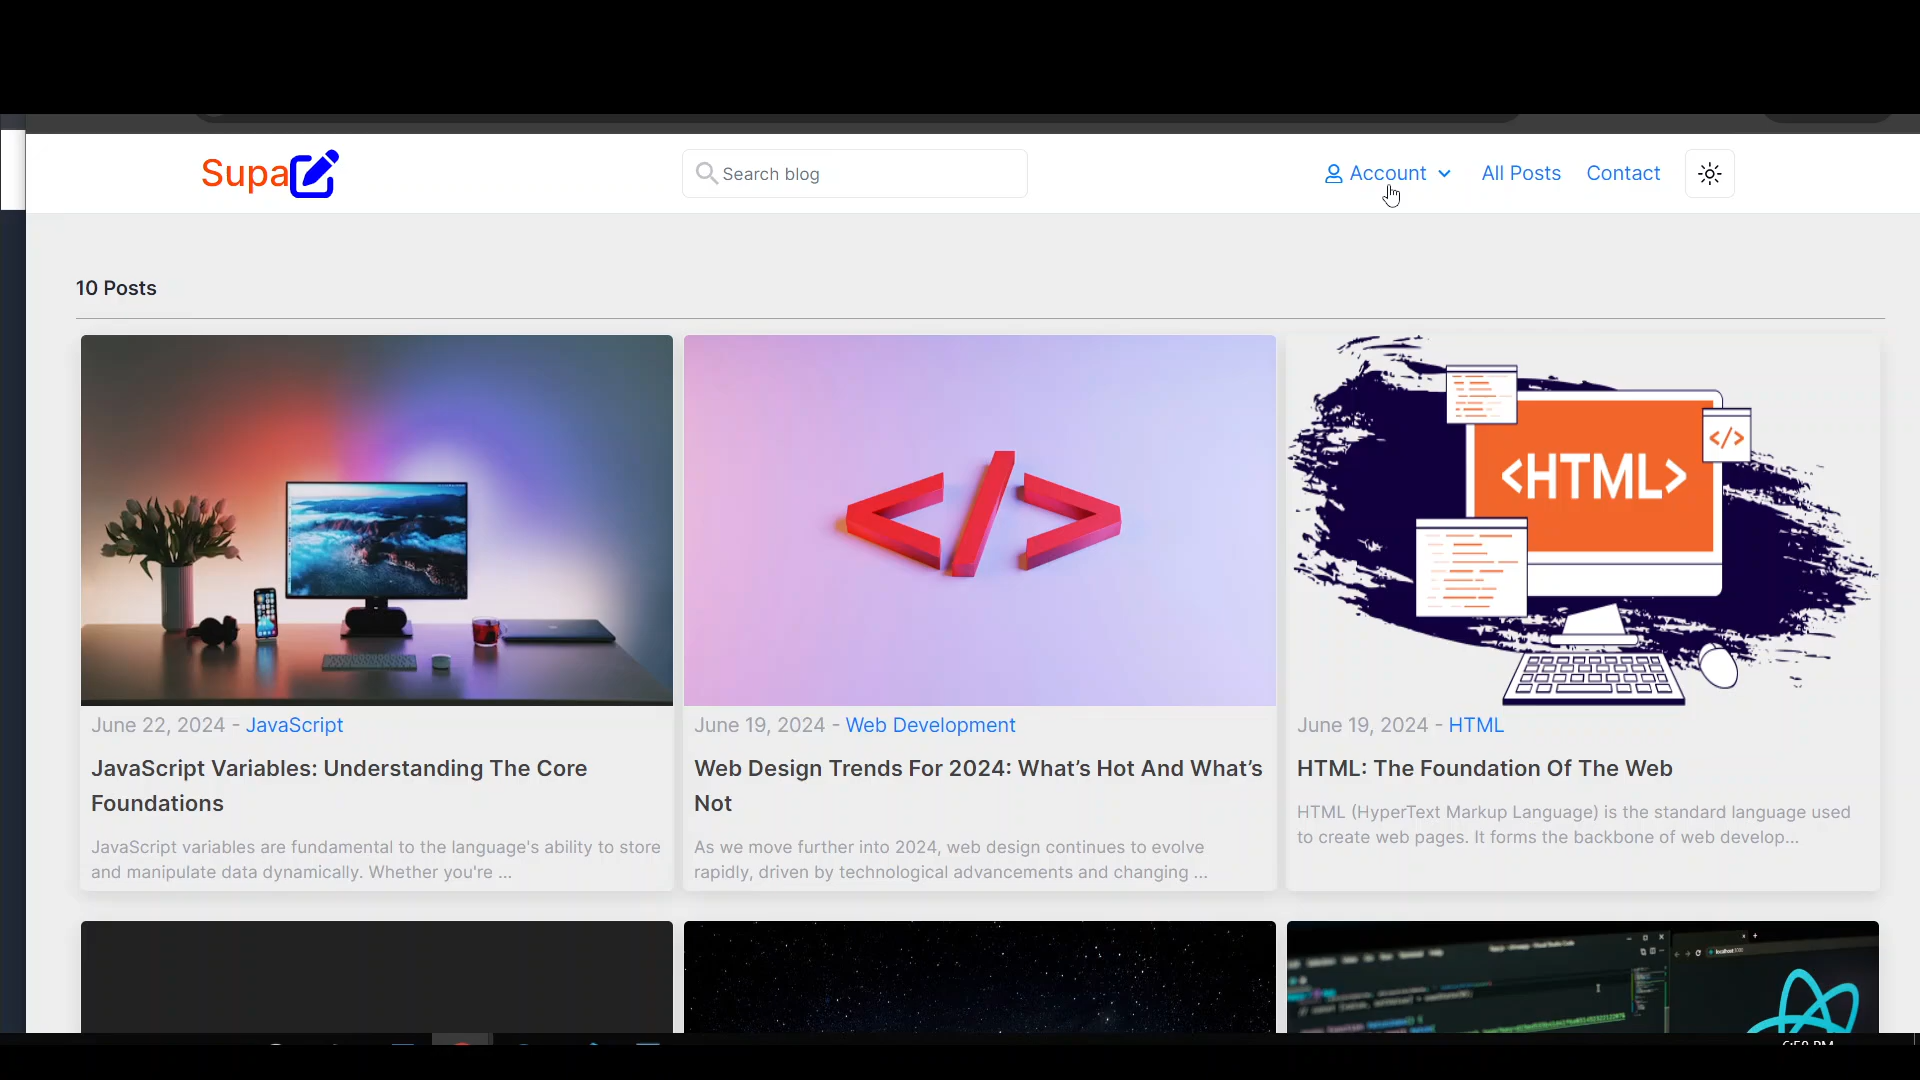 Supa
Search blog
Account
All Posts
Contact
10 Posts
<HTML>
</>
June 22, 2024 - JavaScript
JavaScript Variables: Understanding The Core
Foundations
JavaScript variables are fundamental to the language's ability to store
and manipulate data dynamically. Whether you're ...
June 19, 2024 - Web Development
Web Design Trends For 2024: What's Hot And What's
Not
As we move further into 2024, web design continues to evolve
rapidly, driven by technological advancements and changing ...
June 19, 2024 - HTML
HTML: The Foundation Of The Web
HTML (HyperText Markup Language) is the standard language used
to create web pages. It forms the backbone of web develop...